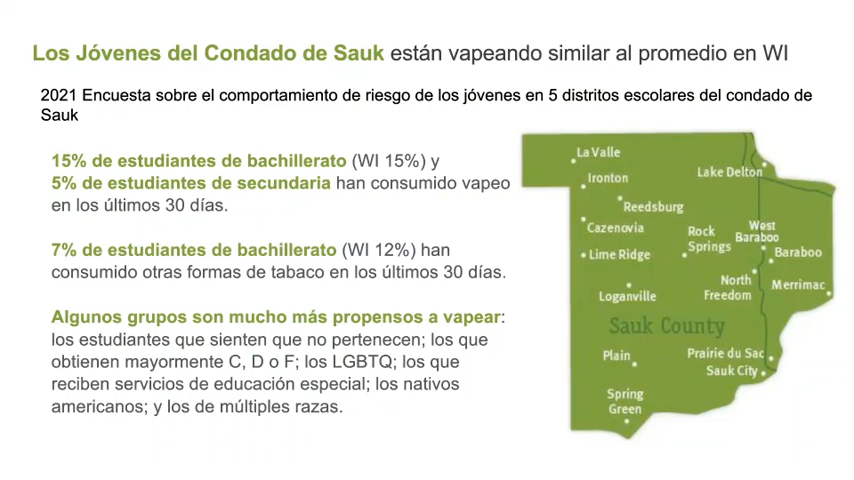 Los Jóvenes del Condado de Sauk están vapeando similar al promedio en WI
2021 Encuesta sobre el comportamiento de riesgo de los jóvenes en 5 distritos escolares del condado de
Sauk
15% de estudiantes de bachillerato (WI 15%) y
5% de estudiantes de secundaria han consumido vapeo
en los últimos 30 días.
7% de estudiantes de bachillerato (WI 12%) han
consumido otras formas de tabaco en los últimos 30 días.
Algunos grupos son mucho más propensos a vapear:
los estudiantes que sienten que no pertenecen; los que
obtienen mayormente C, D o F; los LGBTQ; los que
reciben servicios de educación especial; los nativos
americanos; y los de múltiples razas.
La Valle
Lake Delton
Ironton
Reedsburg
Cazenovia
Rock
Springs
West
Baraboo
Lime Ridge
Baraboo
North
Freedom
Merrimac
Loganville
Sauk County
Plain
Prairie du Sac
Sauk City
Spring
Green